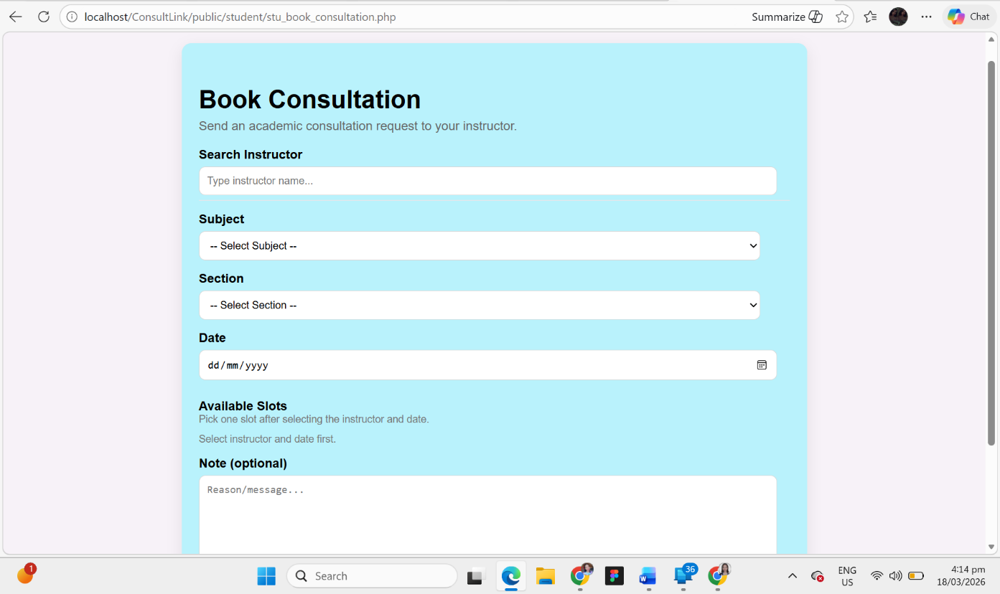 localhost/ConsultLink/public/student/stu_book_consultation.php
Summarize
Chat
Book Consultation
Send an academic consultation request to your instructor.
Search Instructor
Type instructor name...
Subject
-- Select Subject --
Section
-- Select Section --
Date
dd/mm/yyyy
Available Slots
Pick one slot after selecting the instructor and date.
Select instructor and date first.
Note (optional)
Reason/message...
1
Search
W
36
ENG
US
4:14 pm
18/03/2026